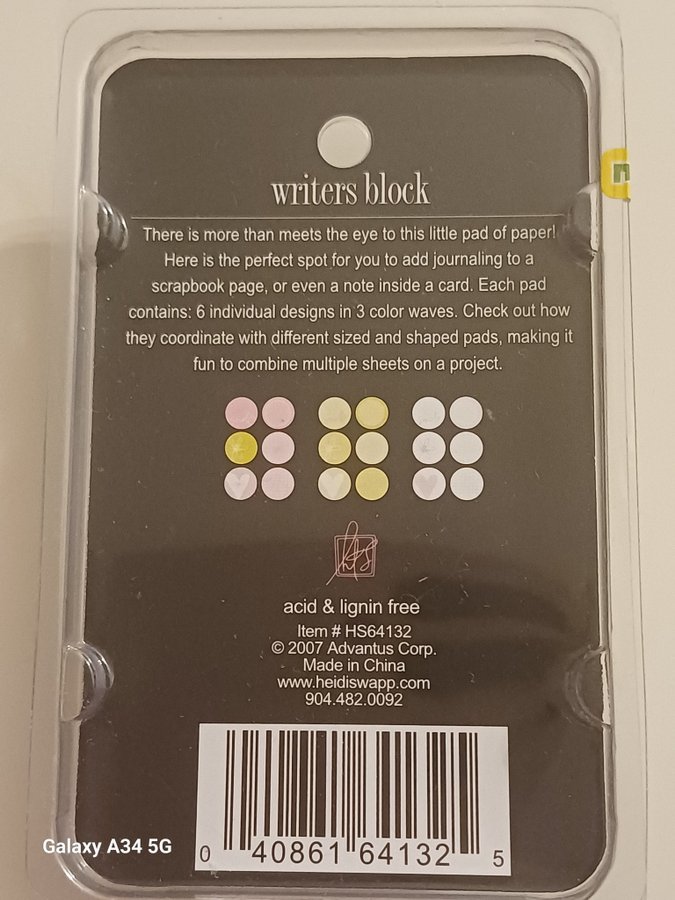 writers block
There is more than meets the eye to this little pad of paper!
Here is the perfect spot for you to add journaling to a
scrapbook page, or even a note inside a card. Each pad
contains: 6 individual designs in 3 color waves. Check out how
they coordinate with different sized and shaped pads, making it
fun to combine multiple sheets on a project.
acid & lignin free
Item # HS64132
© 2007 Advantus Corp.
Made in China
www.heidiswapp.com
904.482.0092
0 40861 64132 5
Galaxy A34 5G